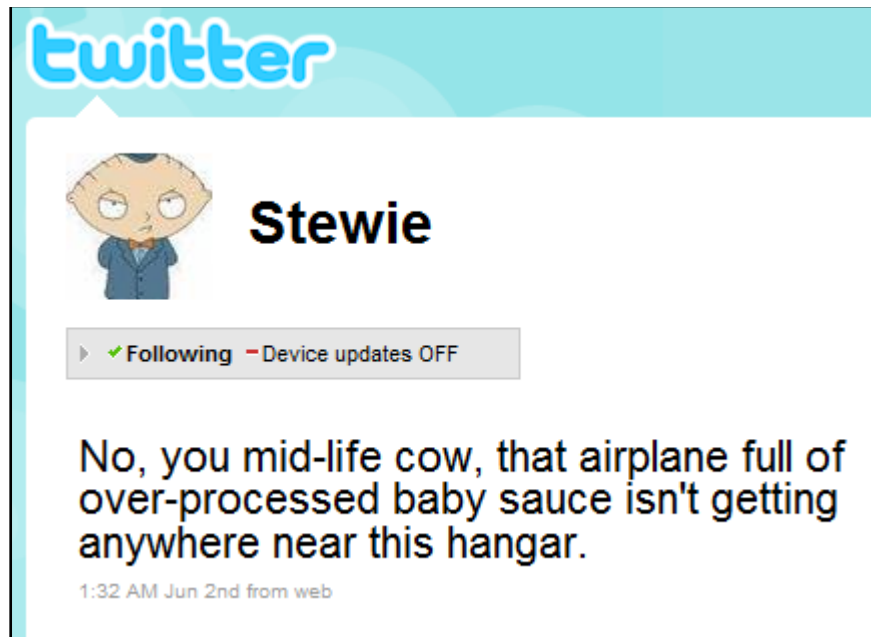 twitter
Stewie
Following Device updates OFF
No, you mid-life cow, that airplane full of
over-processed baby sauce isn't getting
anywhere near this hangar.
1:32 AM Jun 2nd from web